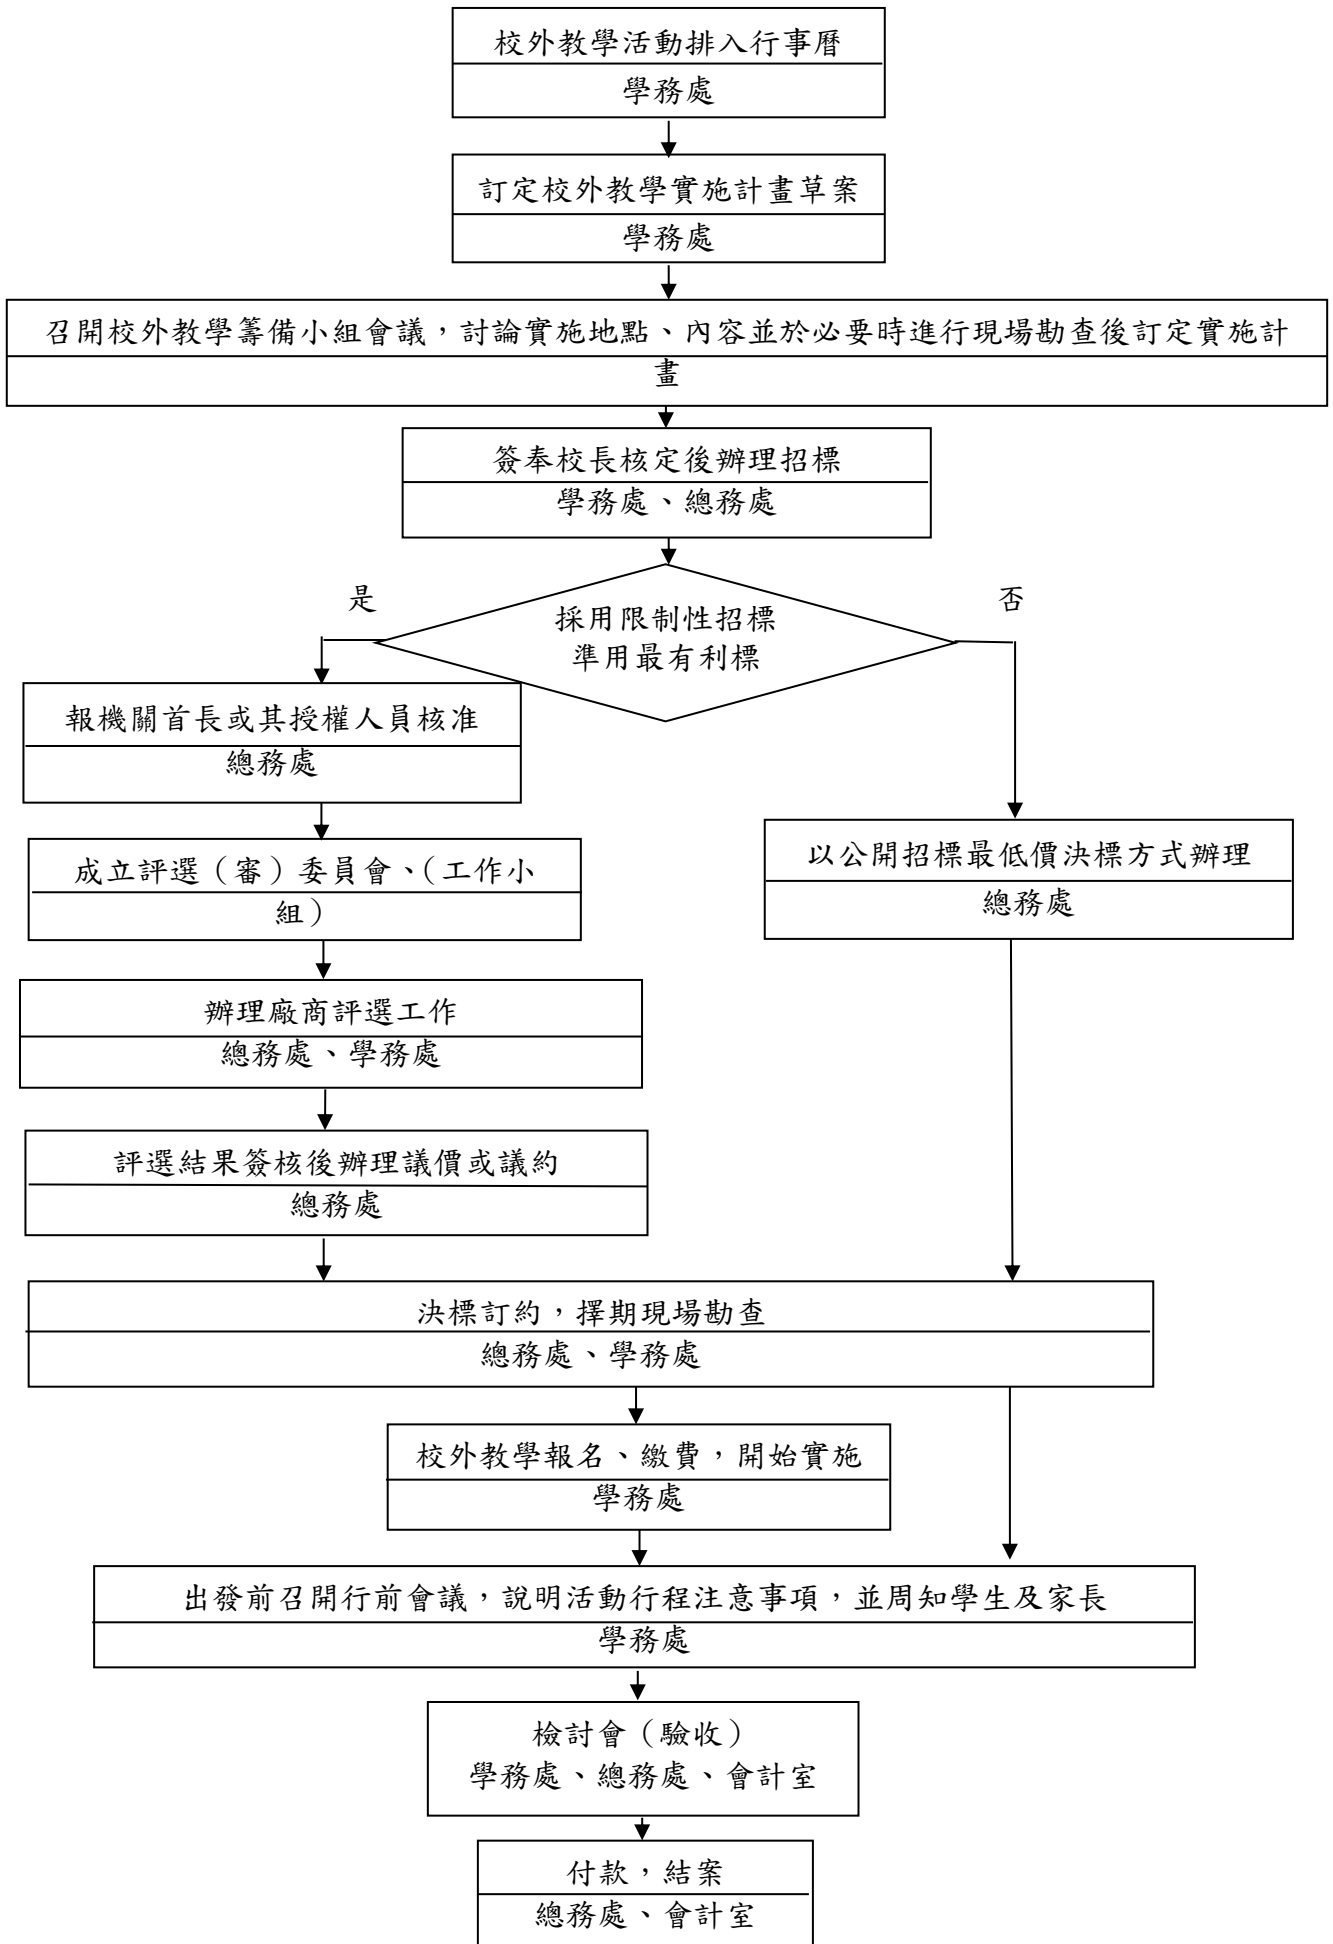 校外教學活動排入行事曆
學務處
訂定校外教學實施計畫草案
學務處
召開校外教學籌備小組會議，討論實施地點、內容並於必要時進行現場勘查後訂定實施計
畫
簽奉校長核定後辦理招標
學務處、總務處
是
否
採用限制性招標
準用最有利標
報機關首長或其授權人員核准
總務處
成立評選（審）委員會、（工作小
組）
以公開招標最低價決標方式辦理
總務處
辦理廠商評選工作
總務處、學務處
評選結果簽核後辦理議價或議約
總務處
決標訂約，擇期現場勘查
總務處、學務處
校外教學報名、繳費，開始實施
學務處
出發前召開行前會議，說明活動行程注意事項，並周知學生及家長
學務處
檢討會（驗收）
學務處、總務處、會計室
付款，結案
總務處、會計室